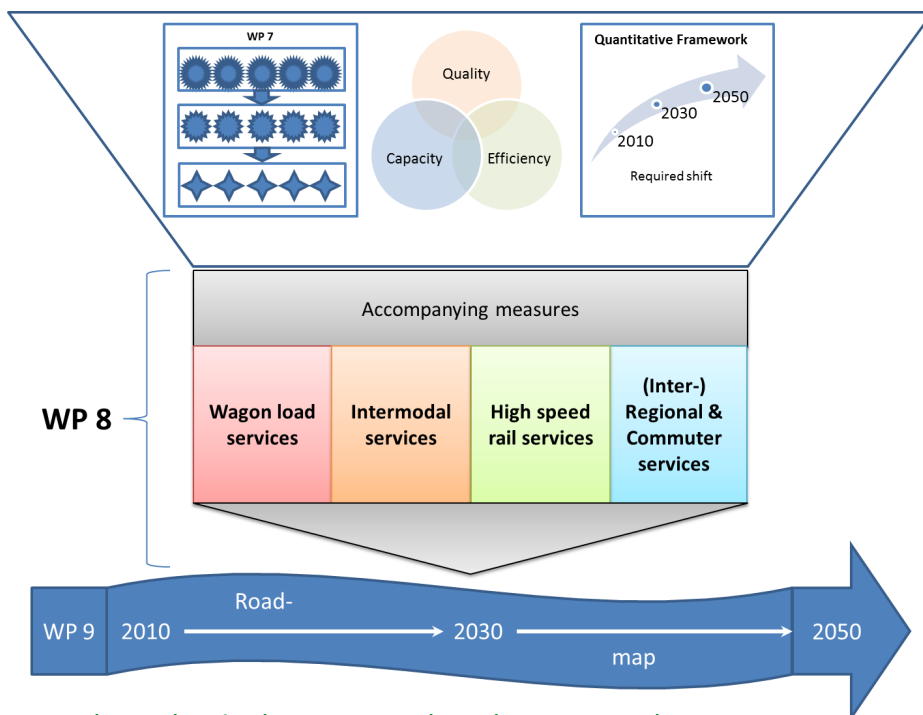 WP 7
Quality
Capacity
Efficiency
Quantitative Framework
2050
2030
2010
Required shift
Accompanying measures
WP 8
Wagon load
services
Intermodal
services
High speed
rail services
(Inter-)
Regional &
Commuter
services
Road-
WP 9
2010
2030
2050
map